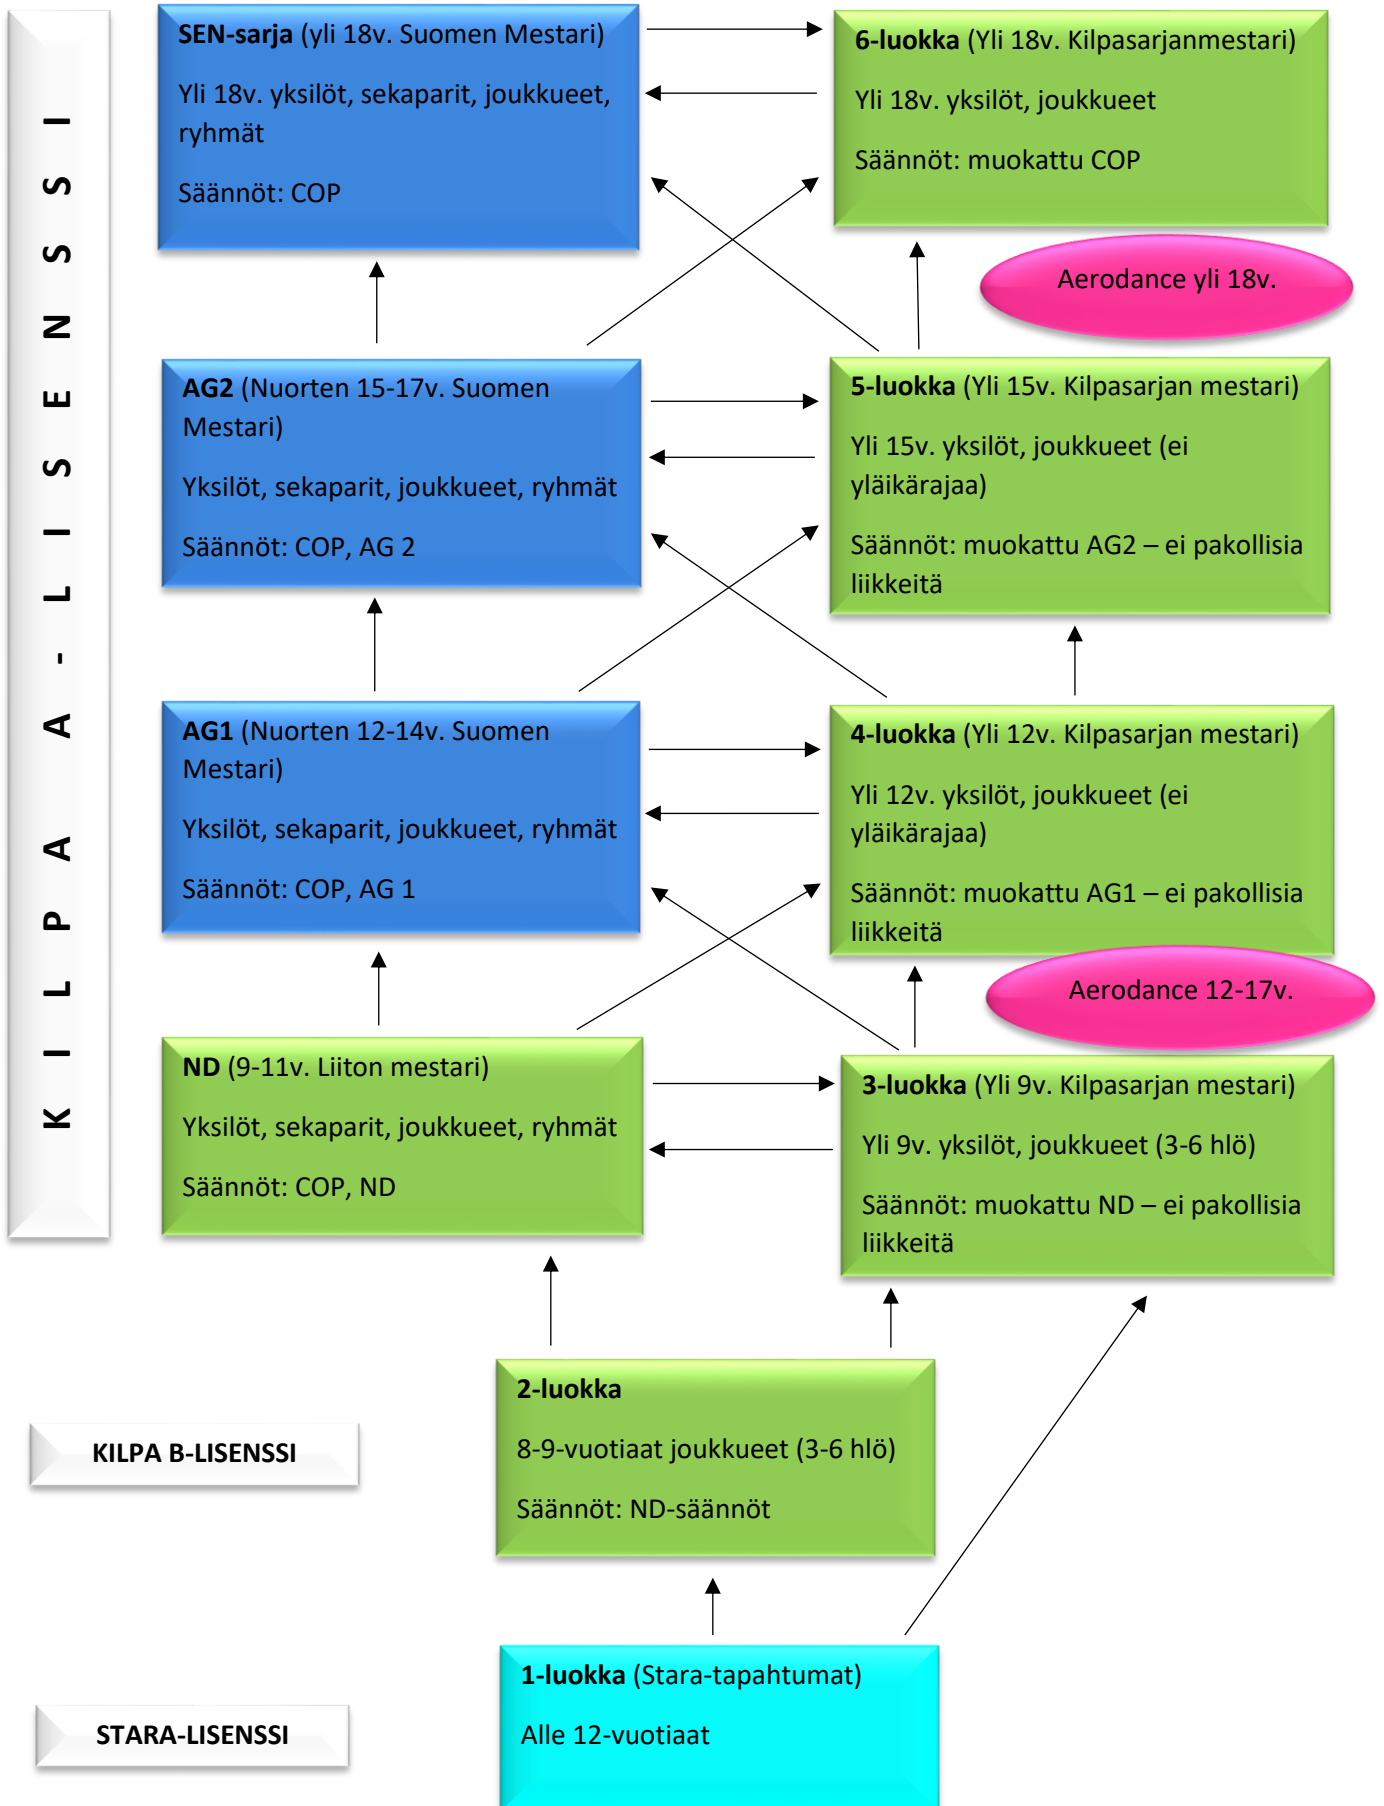 KILPA A-LISENSSI
SEN-sarja (yli 18v. Suomen Mestari)
Yli 18v. yksilöt, sekaparit, joukkueet,
ryhmät
Säännöt: COP
6-luokka (Yli 18v. Kilpasarjanmestari)
Yli 18v. yksilöt, joukkueet
Säännöt: muokattu COP
Aerodance yli 18v.
AG2 (Nuorten 15-17v. Suomen
Mestari)
Yksilöt, sekaparit, joukkueet, ryhmät
Säännöt: COP, AG 2
5-luokka (Yli 15v. Kilpasarjan mestari)
Yli 15v. yksilöt, joukkueet (ei
yläikärajaa)
Säännöt: muokattu AG2 – ei pakollisia
liikkeitä
AG1 (Nuorten 12-14v. Suomen
Mestari)
Yksilöt, sekaparit, joukkueet, ryhmät
Säännöt: COP, AG 1
4-luokka (Yli 12v. Kilpasarjan mestari)
Yli 12v. yksilöt, joukkueet (ei
yläikärajaa)
Säännöt: muokattu AG1 – ei pakollisia
liikkeitä
Aerodance 12-17v.
ND (9-11v. Liiton mestari)
Yksilöt, sekaparit, joukkueet, ryhmät
Säännöt: COP, ND
3-luokka (Yli 9v. Kilpasarjan mestari)
Yli 9v. yksilöt, joukkueet (3-6 hlö)
Säännöt: muokattu ND – ei pakollisia
liikkeitä
2-luokka
8-9-vuotiaat joukkueet (3-6 hlö)
Säännöt: ND-säännöt
KILPA B-LISENSSI
1-luokka (Stara-tapahtumat)
Alle 12-vuotiaat
STARA-LISENSSI